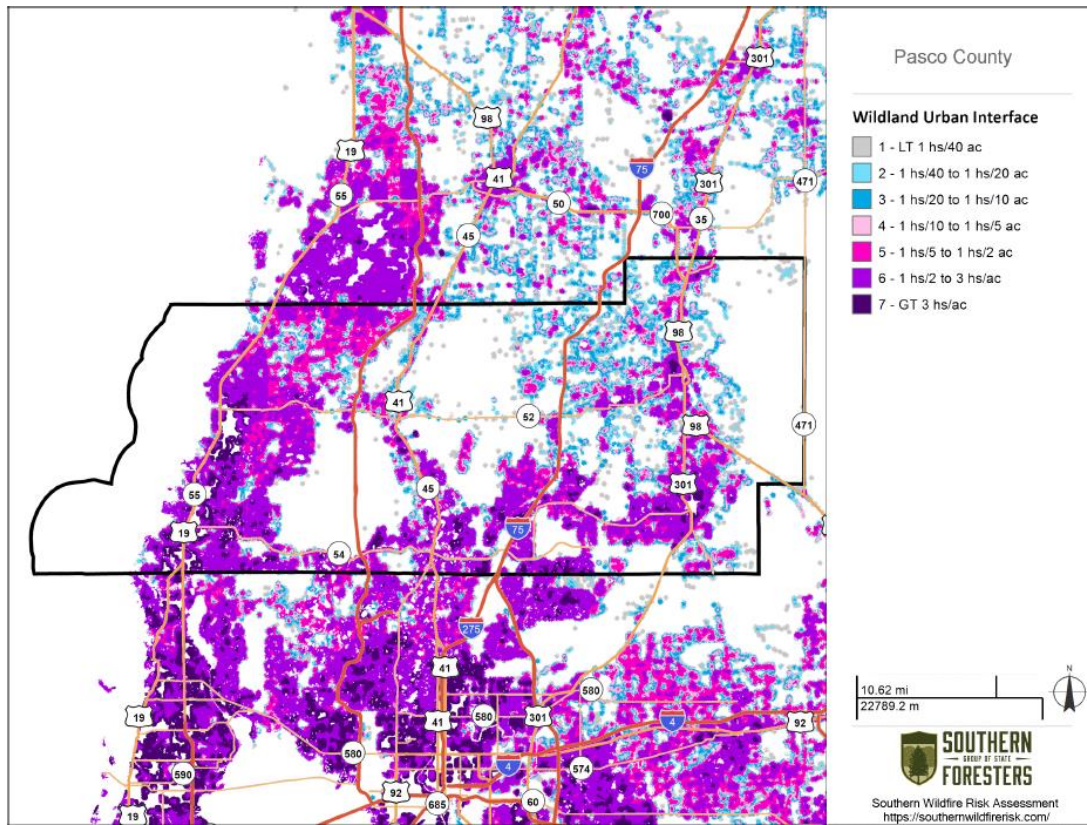 Pasco County
Wildland Urban Interface
1 - LT 1 hs/40 ac
2 - 1 hs/40 to 1 hs/20 ac
3 - 1 hs/20 to 1 hs/10 ac
4 - 1 hs/10 to 1 hs/5 ac
5 - 1 hs/5 to 1 hs/2 ac
6 - 1 hs/2 to 3 hs/ac
7 - GT 3 hs/ac
301
98
19
41
75
301
471
55
50
700
35
45
98
41
52
98
471
45
301
55
19
75
54
275
41
580
19
41
580
301
4
92
580
590
4
574
92
685
60
19
N
10.62 mi
22789.2 m
SOUTHERN
GROUP OF STATE
FORESTERS
Southern Wildfire Risk Assessment
https://southernwildfirerisk.com/